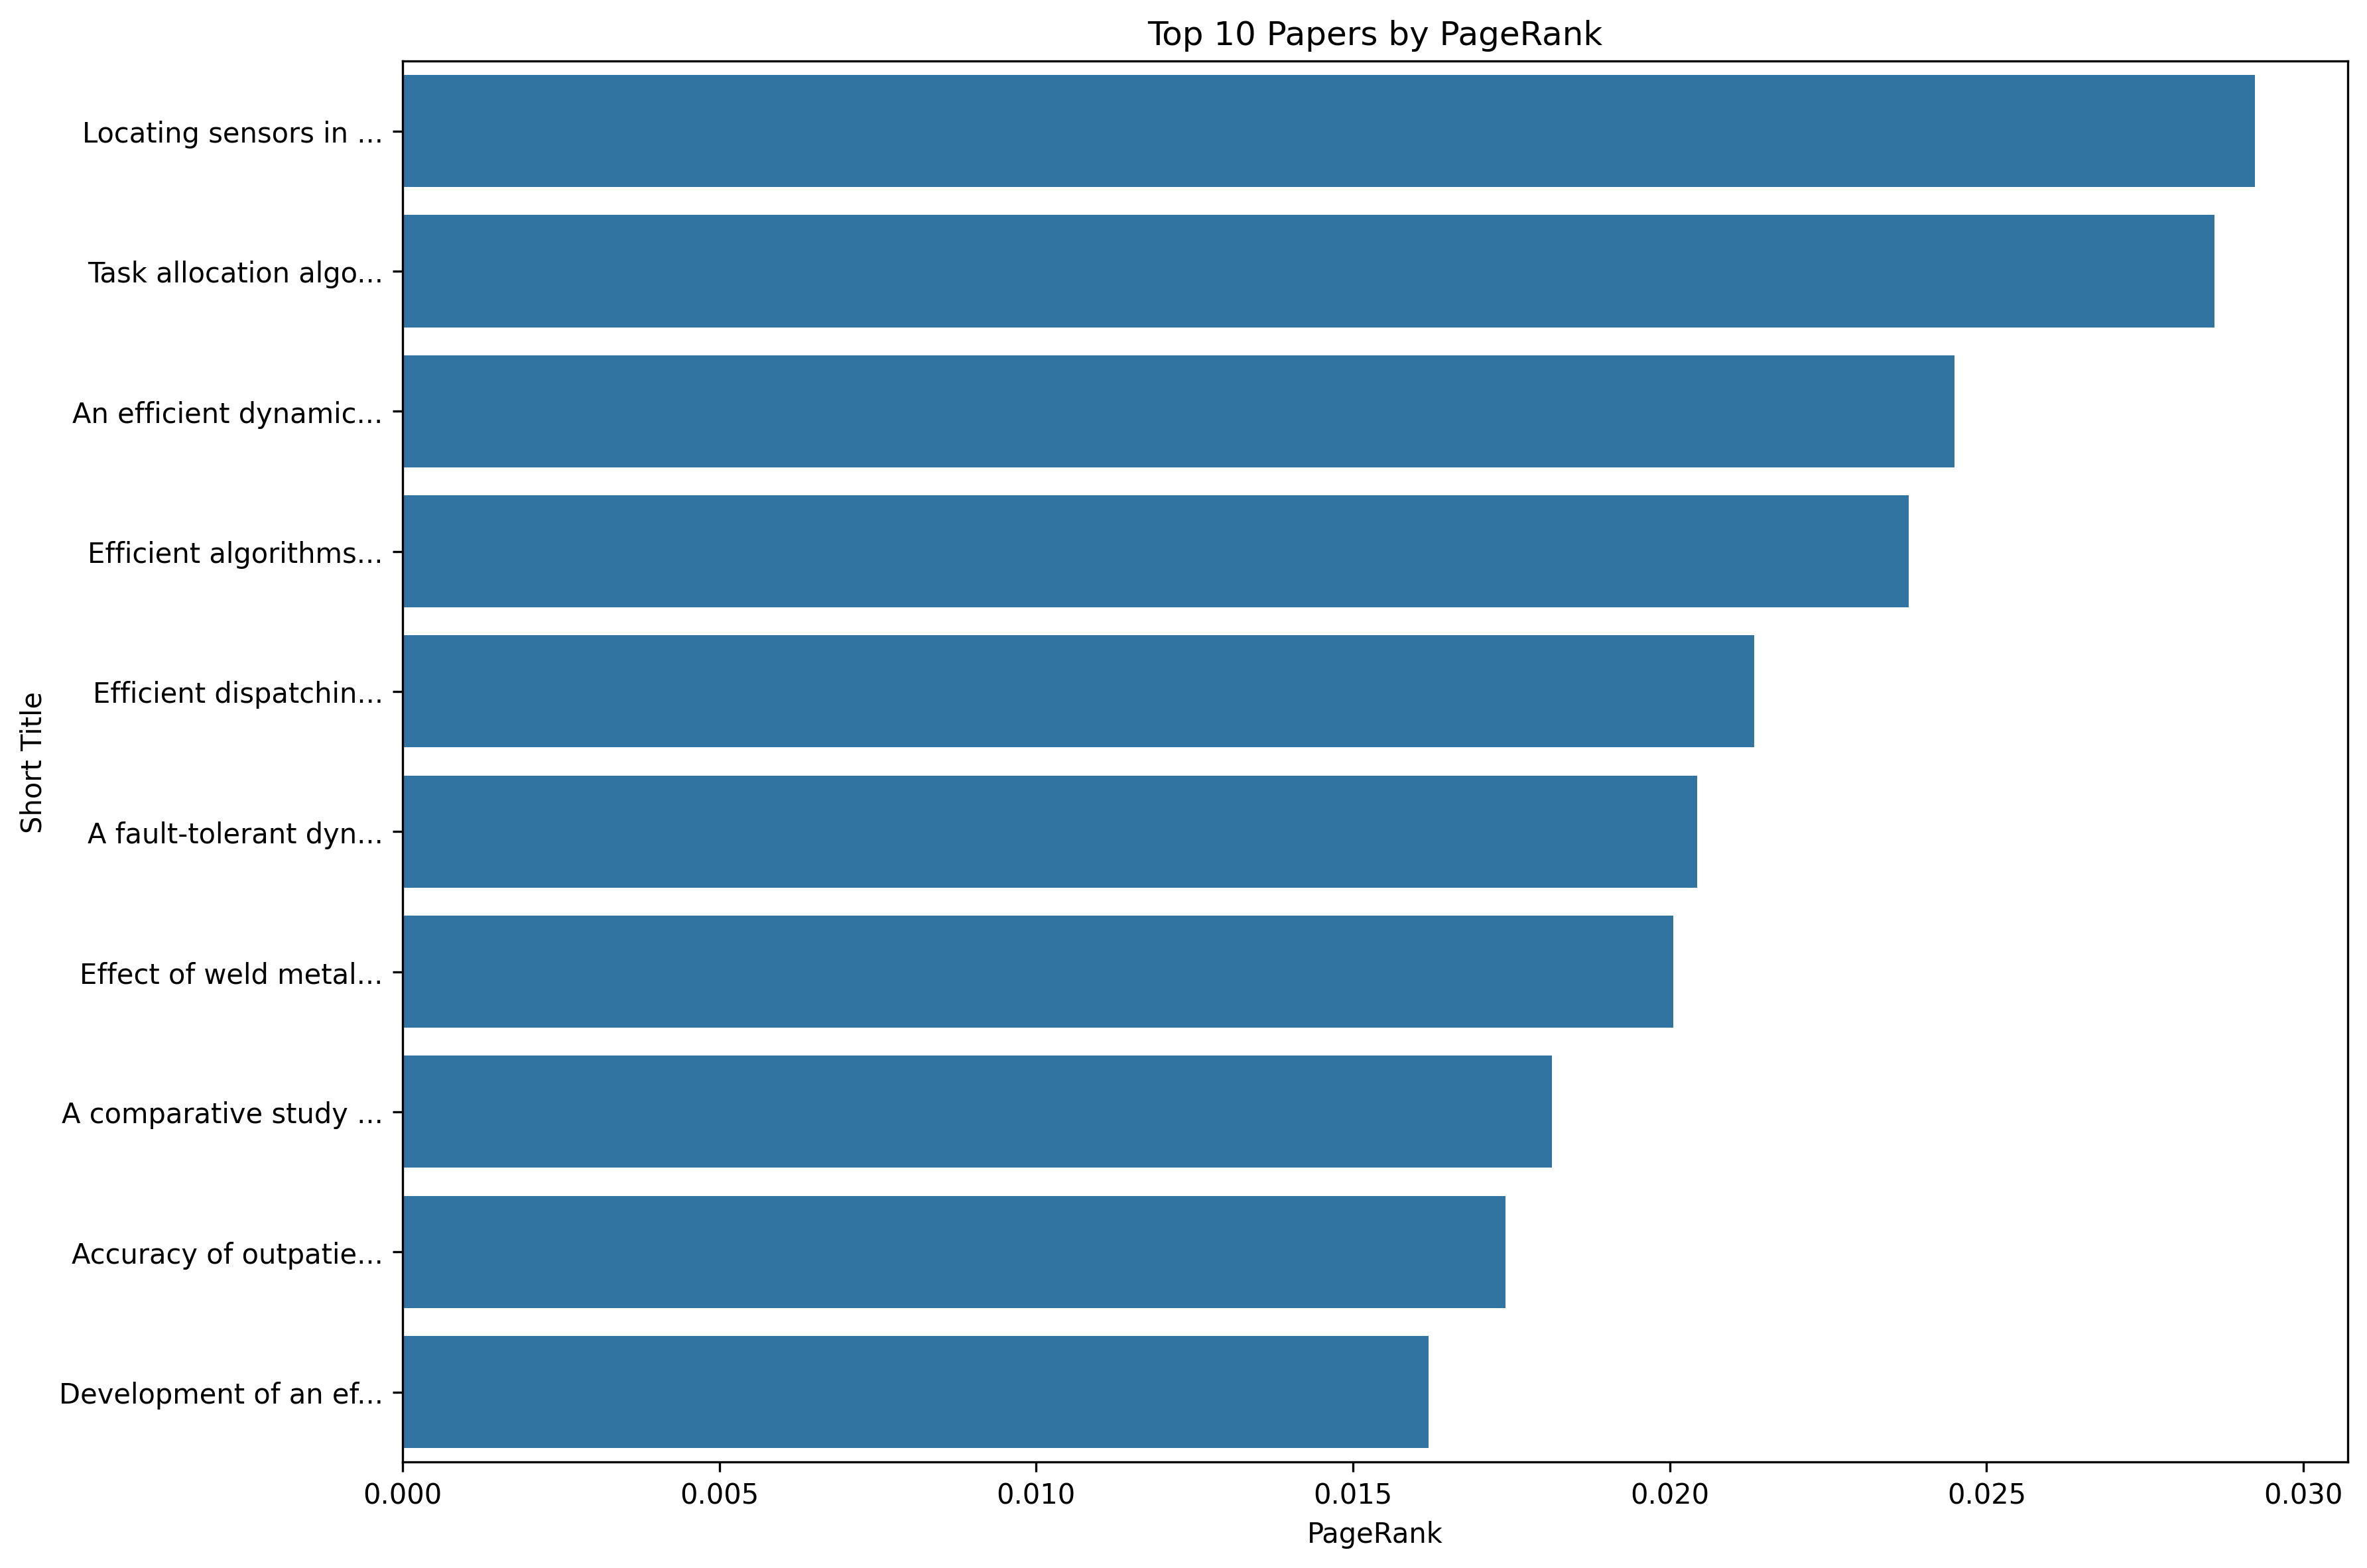 Top 10 Papers by PageRank
Short Title
Locating sensors in ...
Task allocation algo...
An efficient dynamic...
Efficient algorithms...
Efficient dispatchin...
A fault-tolerant dyn...
Effect of weld metal...
A comparative study ...
Accuracy of outpatie...
Development of an ef...
0.000 0.005 0.010 0.015 0.020 0.025 0.030
PageRank